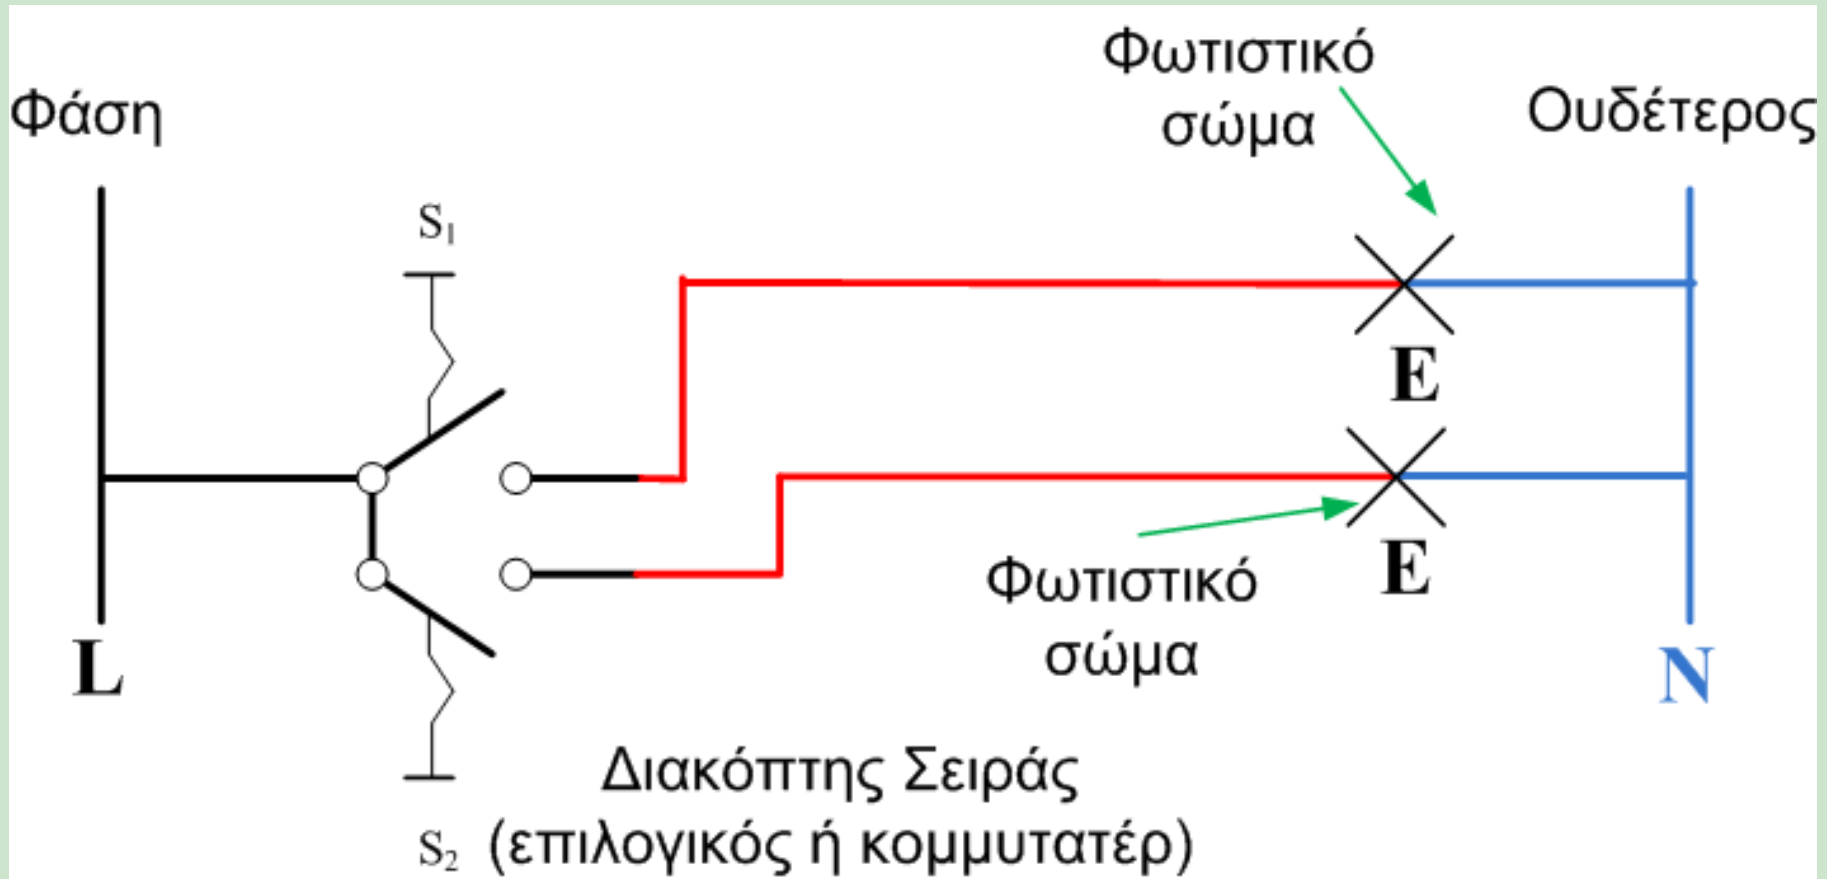 Φωτιστικό
σώμα
Φάση
Ουδέτερος
S1
E
E
Φωτιστικό
σώμα
L
N
Διακόπτης Σειράς
S2 (επιλογικός ή κομμυτατέρ)